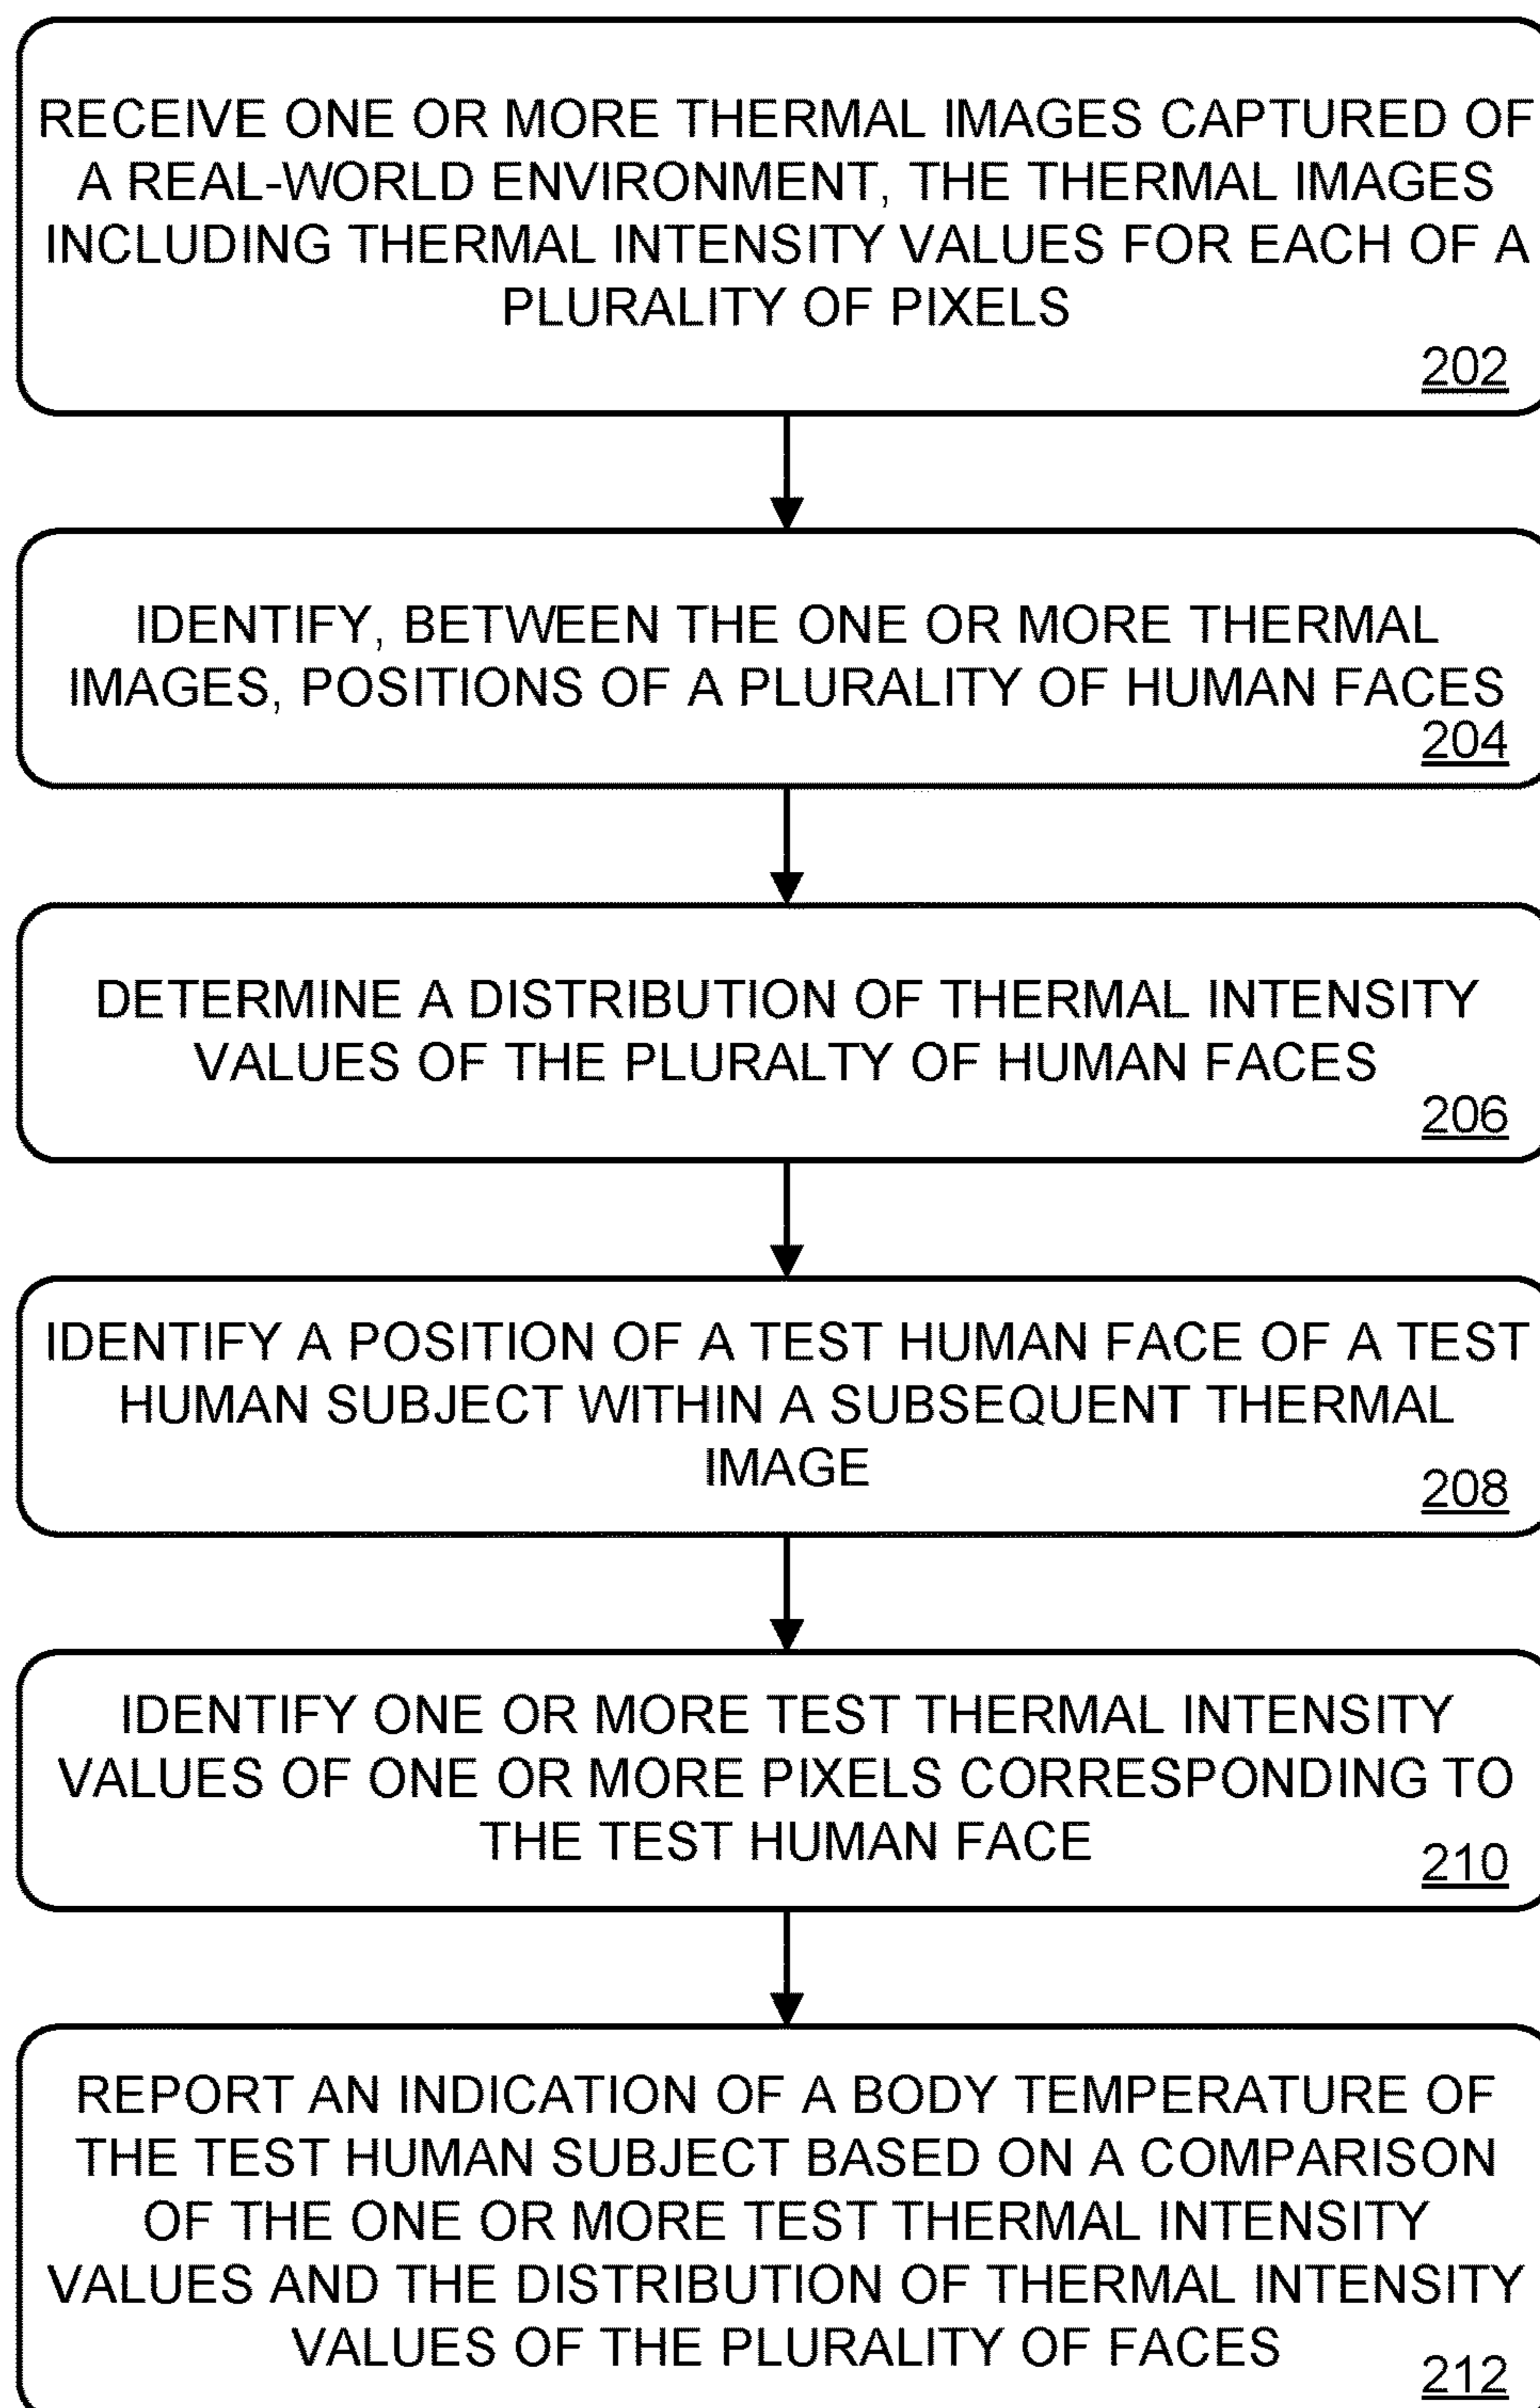 RECEIVE ONE OR MORE THERMAL IMAGES CAPTURED OF
A REAL-WORLD ENVIRONMENT, THE THERMAL IMAGES
INCLUDING THERMAL INTENSITY VALUES FOR EACH OF A
PLURALITY OF PIXELS
202
IDENTIFY, BETWEEN THE ONE OR MORE THERMAL
IMAGES, POSITIONS OF A PLURALITY OF HUMAN FACES
204
DETERMINE A DISTRIBUTION OF THERMAL INTENSITY
VALUES OF THE PLURALTY OF HUMAN FACES
206
IDENTIFY A POSITION OF A TEST HUMAN FACE OF A TEST
HUMAN SUBJECT WITHIN A SUBSEQUENT THERMAL
IMAGE
208
IDENTIFY ONE OR MORE TEST THERMAL INTENSITY
VALUES OF ONE OR MORE PIXELS CORRESPONDING TO
THE TEST HUMAN FACE
210
REPORT AN INDICATION OF A BODY TEMPERATURE OF
THE TEST HUMAN SUBJECT BASED ON A COMPARISON
OF THE ONE OR MORE TEST THERMAL INTENSITY
VALUES AND THE DISTRIBUTION OF THERMAL INTENSITY
VALUES OF THE PLURALITY OF FACES
212